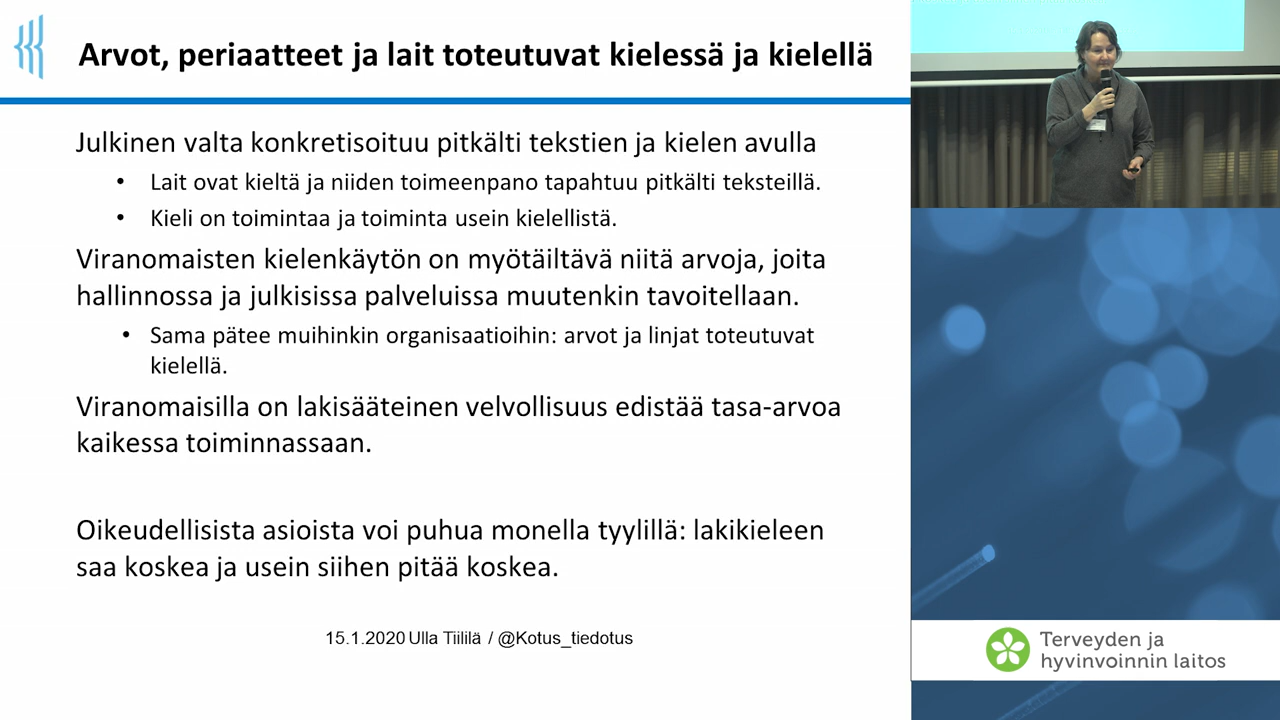 Arvot, periaatteet ja lait toteutuvat kielessä ja kielellä
Julkinen valta konkretisoituu pitkälti tekstien ja kielen avulla
• Lait ovat kieltä ja niiden toimeenpano tapahtuu pitkälti teksteillä.
• Kieli on toimintaa ja toiminta usein kielellistä.
Viranomaisten kielenkäytön on myötäiltävä niitä arvoja, joita
hallinnossa ja julkisissa palveluissa muutenkin tavoitellaan.
• Sama pätee muihinkin organisaatioihin: arvot ja linjat toteutuvat
kielellä.
Viranomaisilla on lakisääteinen velvollisuus edistää tasa-arvoa
kaikessa toiminnassaan.
Oikeudellisista asioista voi puhua monella tyylillä: lakikieleen
saa koskea ja usein siihen pitää koskea.
15.1.2020 Ulla Tiililä / @Kotus_tiedotus
Terveyden ja
hyvinvoinnin laitos